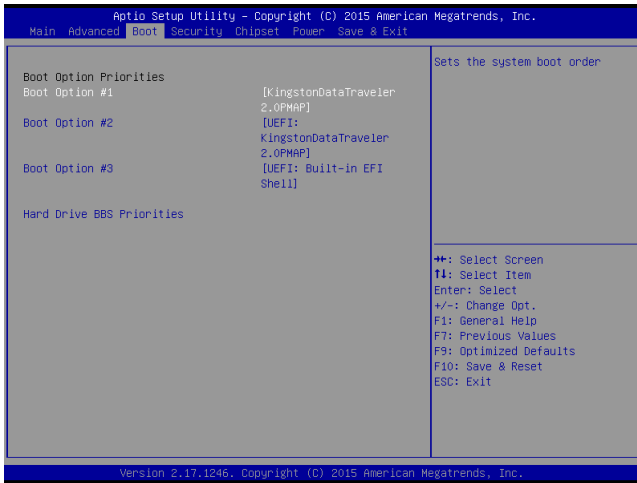 Aptio Setup Utility – Copyright (C) 2015 American Megatrends, Inc.
Main Advanced Boot Security Chipset Power Save & Exit
Boot Option Priorities
Boot Option #1 [KingstonDataTraveler
2.0PMAP]
Boot Option #2 [UEFI:
KingstonDataTraveler
2.0PMAP]
Boot Option #3 [UEFI: Built-in EFI
Shell]
Hard Drive BBS Priorities
Sets the system boot order
→←: Select Screen
↑↓: Select Item
Enter: Select
+/-: Change Opt.
F1: General Help
F7: Previous Values
F9: Optimized Defaults
F10: Save & Reset
ESC: Exit
Version 2.17.1246. Copyright (C) 2015 American Megatrends, Inc.